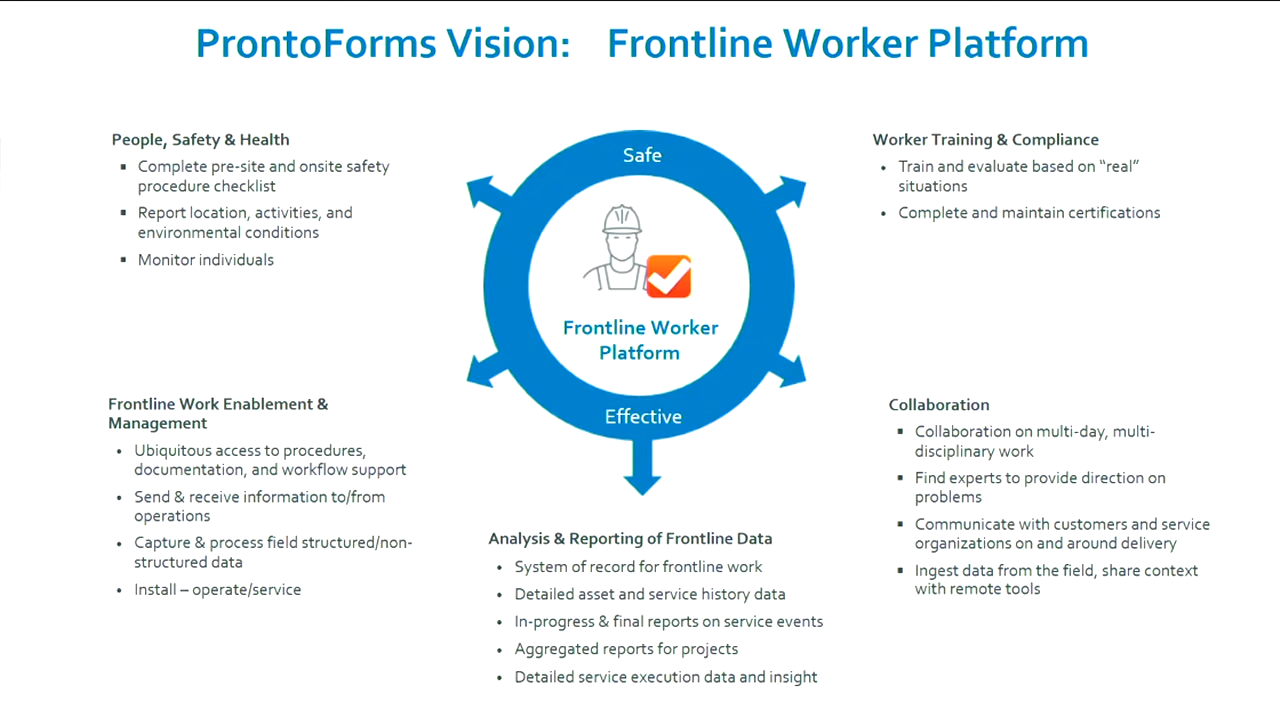 ProntoForms Vision: Frontline Worker Platform
People, Safety & Health
▪ Complete pre-site and onsite safety
procedure checklist
▪ Report location, activities, and
environmental conditions
▪ Monitor individuals
Safe
Frontline Worker
Platform
Effective
Worker Training & Compliance
• Train and evaluate based on “real”
situations
• Complete and maintain certifications
Frontline Work Enablement &
Management
• Ubiquitous access to procedures,
documentation, and workflow support
• Send & receive information to/from
operations
• Capture & process field structured/non-
structured data
• Install – operate/service
Analysis & Reporting of Frontline Data
• System of record for frontline work
• Detailed asset and service history data
• In-progress & final reports on service events
• Aggregated reports for projects
• Detailed service execution data and insight
Collaboration
▪ Collaboration on multi-day, multi-
disciplinary work
▪ Find experts to provide direction on
problems
▪ Communicate with customers and service
organizations on and around delivery
▪ Ingest data from the field, share context
with remote tools